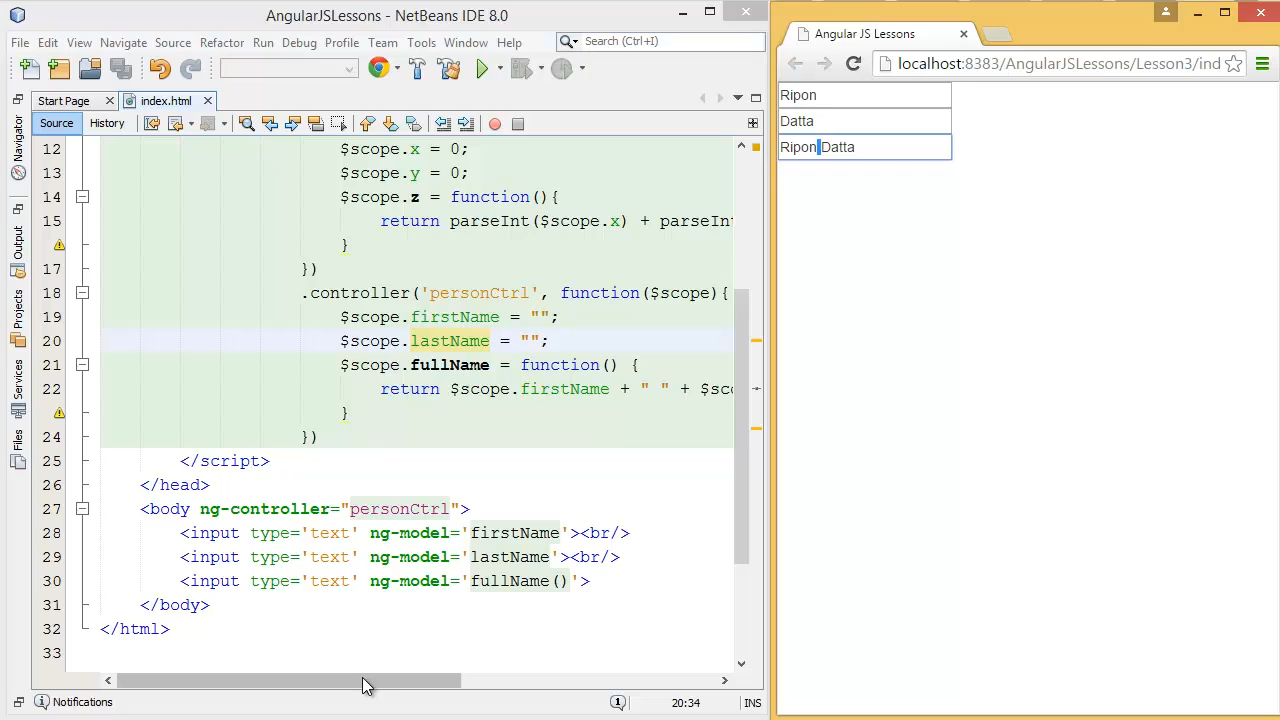 AngularJSLessons - NetBeans IDE 8.0
File Edit View Navigate Source Refactor Run Debug Profile Team Tools Window Help
Search (Ctrl+I)
Start Page
index.html
Source History
Navigator
Output
Projects
Services
Files
12 $scope.x = 0;
13 $scope.y = 0;
14 $scope.z = function(){
15 return parseInt($scope.x) + parseInt
}
17 })
18 .controller('personCtrl', function($scope){
19 $scope.firstName = "";
20 $scope.lastName = "";
21 $scope.fullName = function() {
22 return $scope.firstName + " " + $sco
}
24 })
25 </script>
26 </head>
27 <body ng-controller="personCtrl">
28 <input type='text' ng-model='firstName'><br/>
29 <input type='text' ng-model='lastName'><br/>
30 <input type='text' ng-model='fullName()'>
31 </body>
32 </html>
33
Notifications
1
20:34
INS
Angular JS Lessons
localhost:8383/AngularJSLessons/Lesson3/ind
Ripon
Datta
Ripon Datta